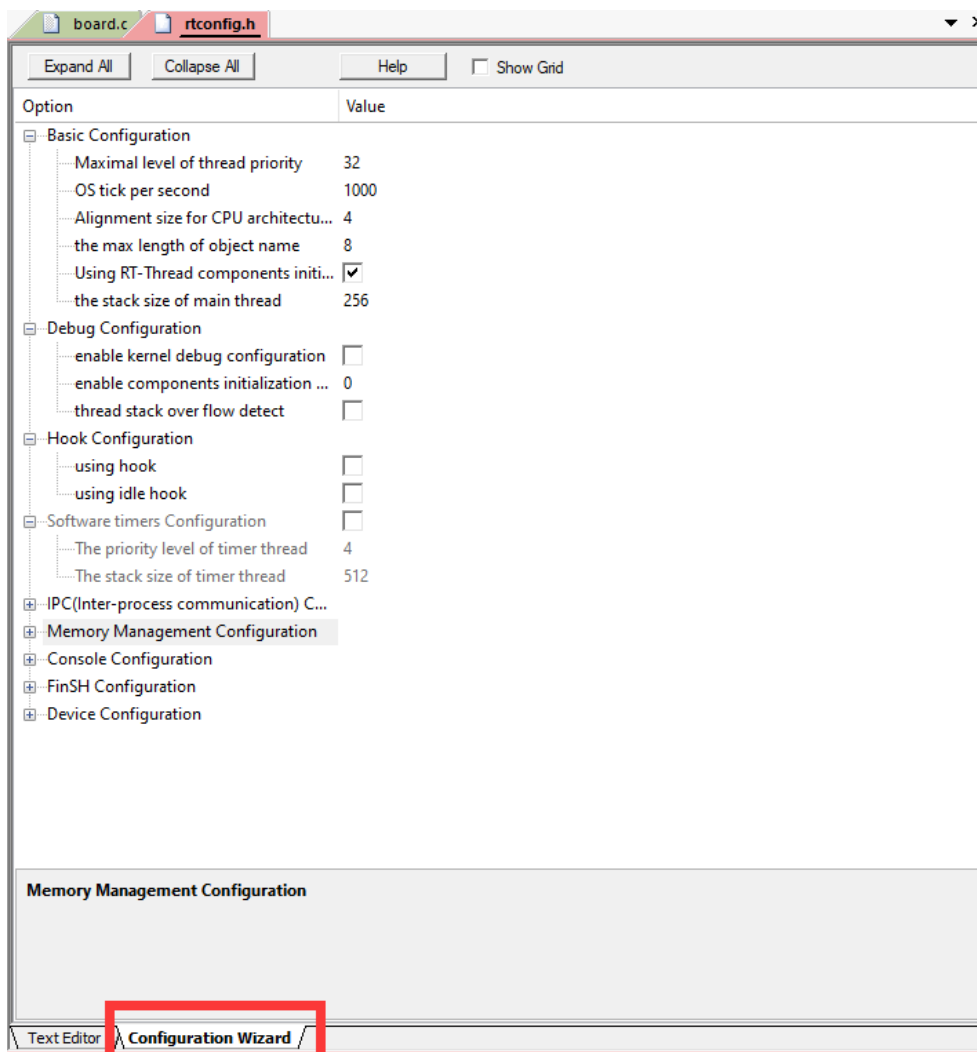 board.c rtconfig.h
Expand All Collapse All Help Show Grid
Option Value
Basic Configuration
Maximal level of thread priority 32
OS tick per second 1000
Alignment size for CPU architectu... 4
the max length of object name 8
Using RT-Thread components initi...
the stack size of main thread 256
Debug Configuration
enable kernel debug configuration
enable components initialization ... 0
thread stack over flow detect
Hook Configuration
using hook
using idle hook
Software timers Configuration
The priority level of timer thread 4
The stack size of timer thread 512
IPC(Inter-process communication) C...
Memory Management Configuration
Console Configuration
FinSH Configuration
Device Configuration
Memory Management Configuration
Text Editor Configuration Wizard